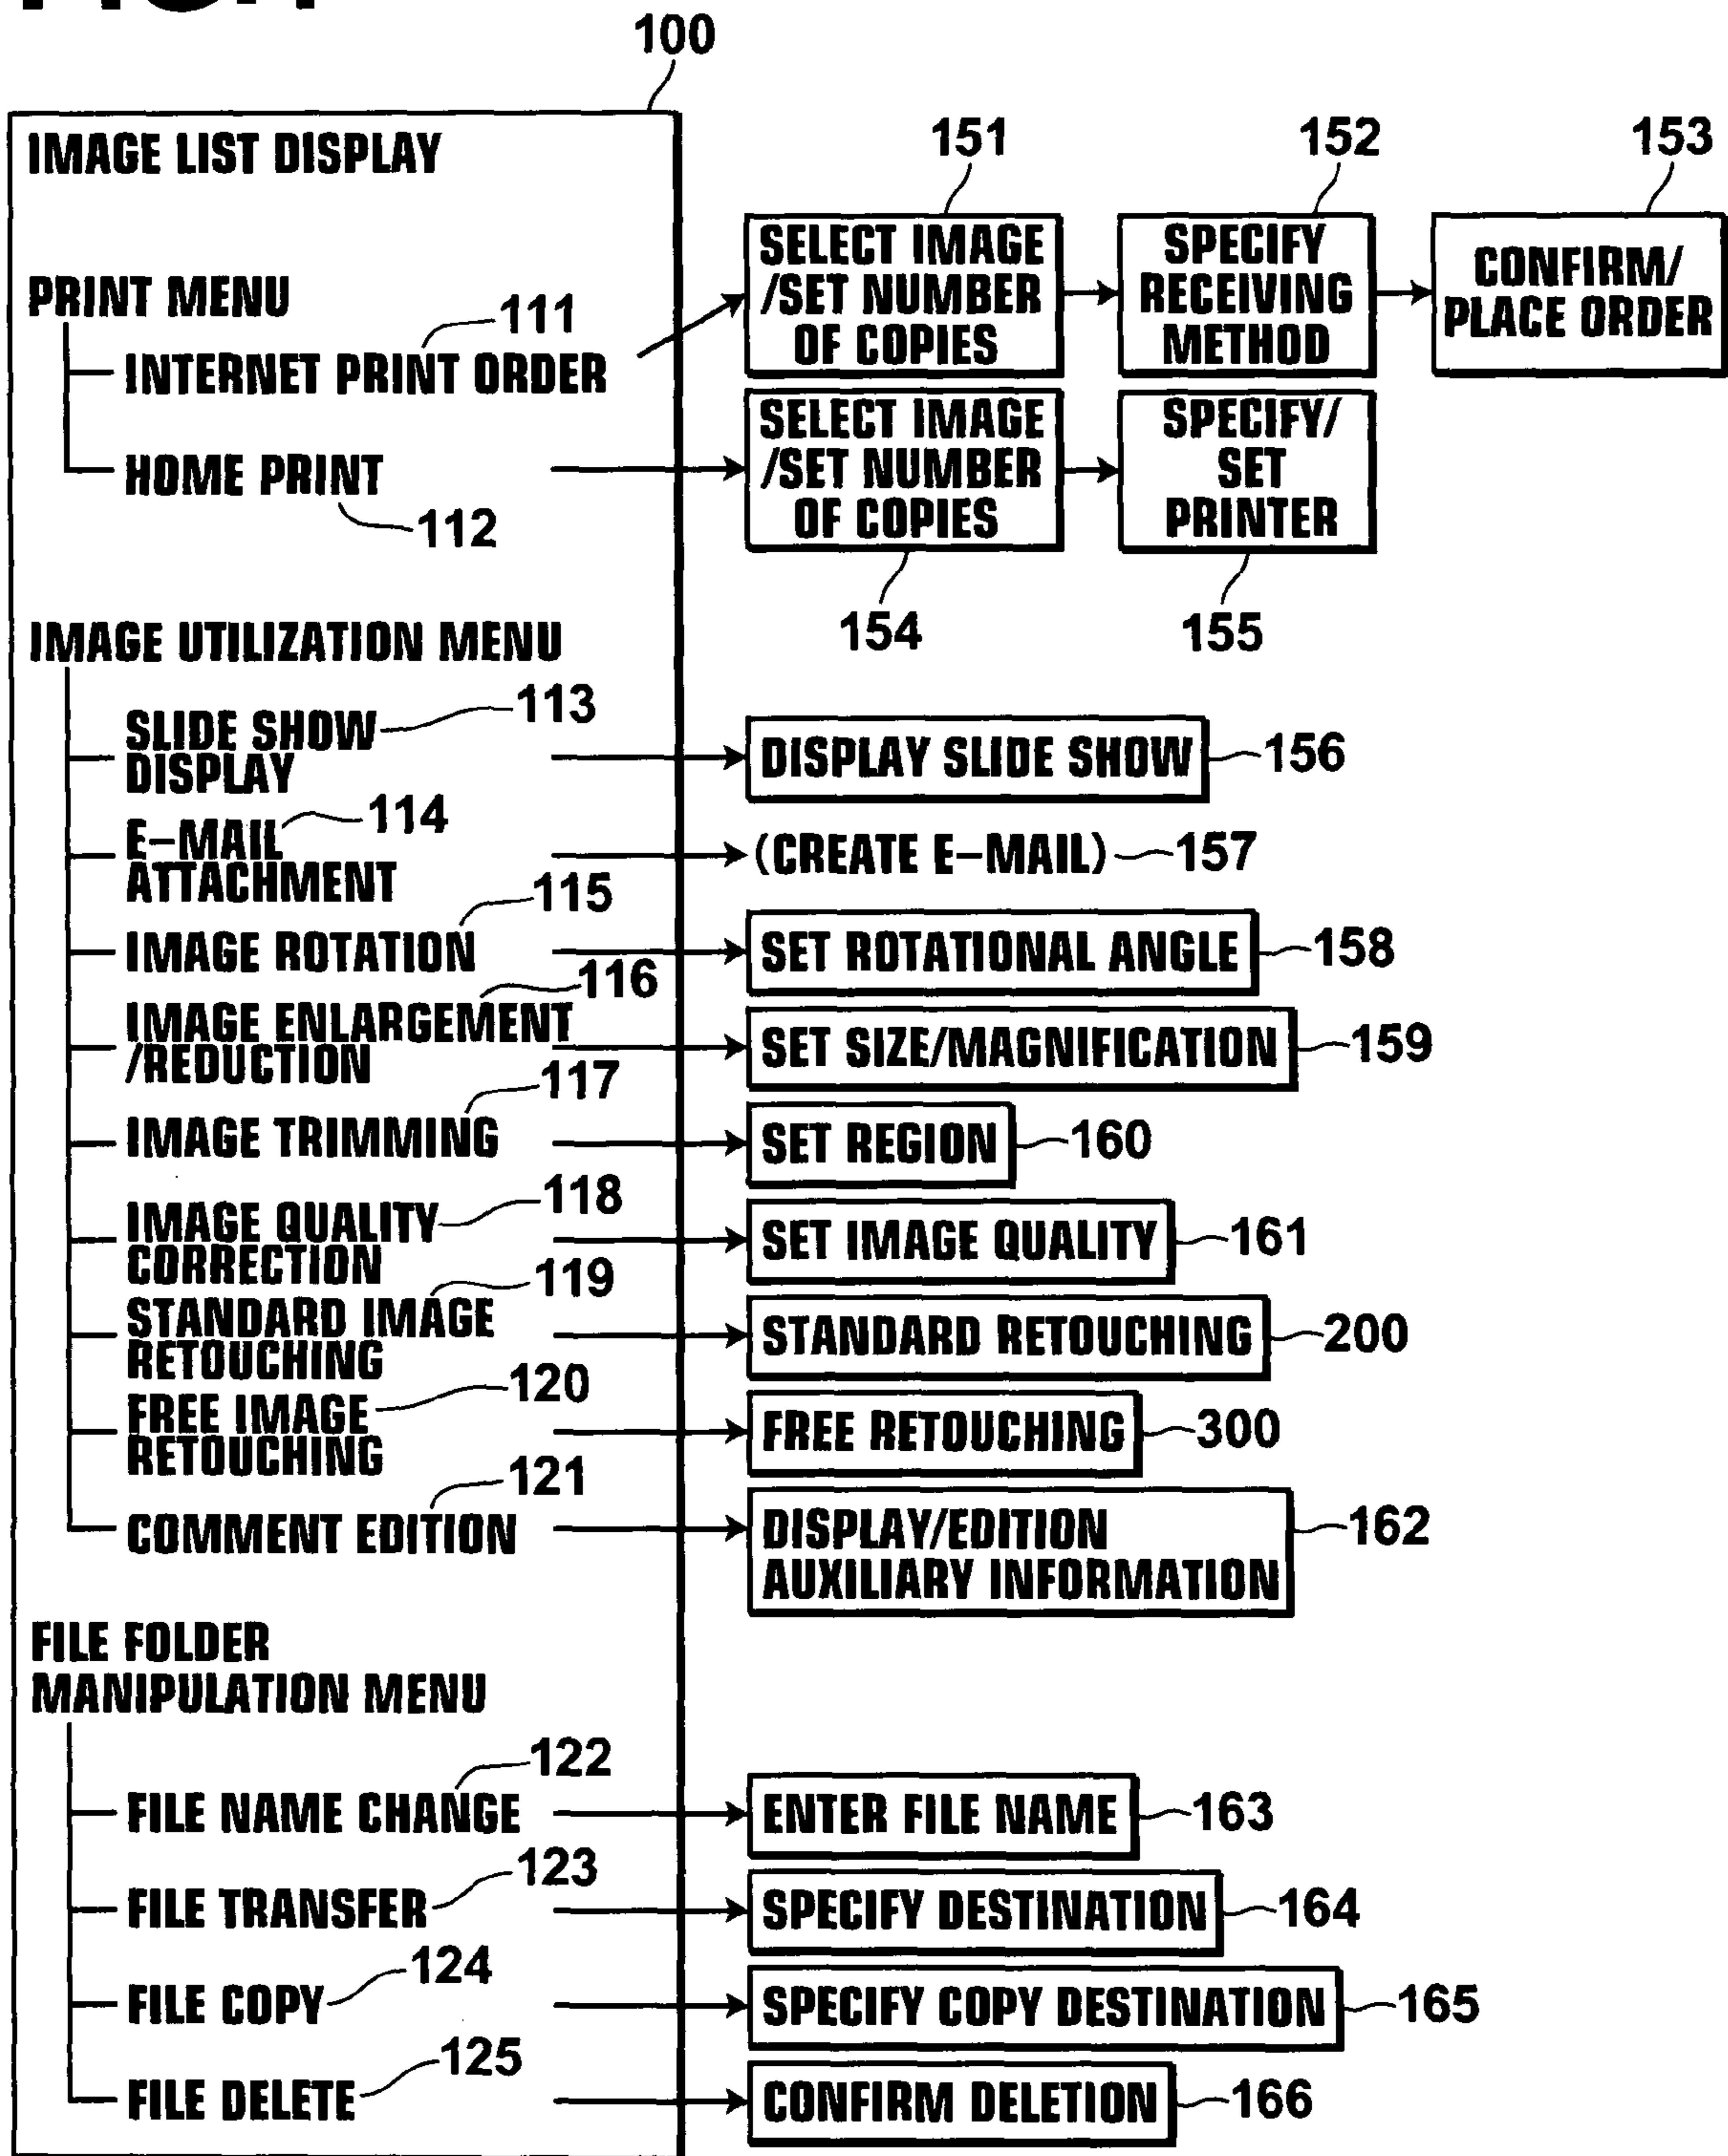 100
IMAGE LIST DISPLAY
151
152
153
PRINT MENU
111
INTERNET PRINT ORDER
SELECT IMAGE
/SET NUMBER
OF COPIES
SPECIFY
RECEIVING
METHOD
CONFIRM/
PLACE ORDER
HOME PRINT
112
SELECT IMAGE
/SET NUMBER
OF COPIES
SPECIFY/
SET
PRINTER
154
155
IMAGE UTILIZATION MENU
113
SLIDE SHOW
DISPLAY
DISPLAY SLIDE SHOW
156
114
E-MAIL
ATTACHMENT
(CREATE E-MAIL)
157
115
IMAGE ROTATION
SET ROTATIONAL ANGLE
158
116
IMAGE ENLARGEMENT
/REDUCTION
SET SIZE/MAGNIFICATION
159
117
IMAGE TRIMMING
SET REGION
160
118
IMAGE QUALITY
CORRECTION
SET IMAGE QUALITY
161
119
STANDARD IMAGE
RETOUCHING
STANDARD RETOUCHING
200
120
FREE IMAGE
RETOUCHING
FREE RETOUCHING
300
121
COMMENT EDITION
DISPLAY/EDITION
AUXILIARY INFORMATION
162
FILE FOLDER
MANIPULATION MENU
122
FILE NAME CHANGE
ENTER FILE NAME
163
123
FILE TRANSFER
SPECIFY DESTINATION
164
124
FILE COPY
SPECIFY COPY DESTINATION
165
125
FILE DELETE
CONFIRM DELETION
166